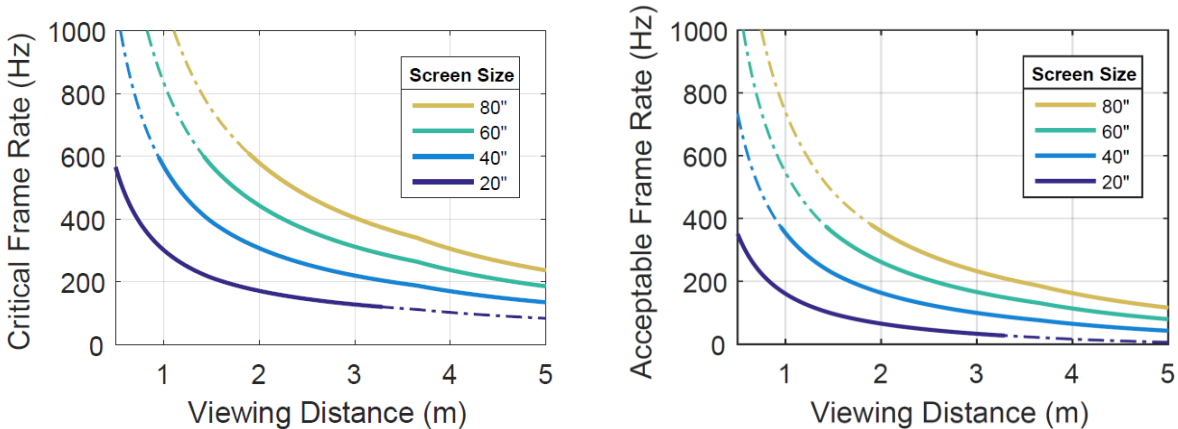 Critical Frame Rate (Hz)
1000
800
600
400
200
0
Screen Size
80"
60"
40"
20"
1 2 3 4 5
Viewing Distance (m)
Acceptable Frame Rate (Hz)
1000
800
600
400
200
0
Screen Size
80"
60"
40"
20"
1 2 3 4 5
Viewing Distance (m)